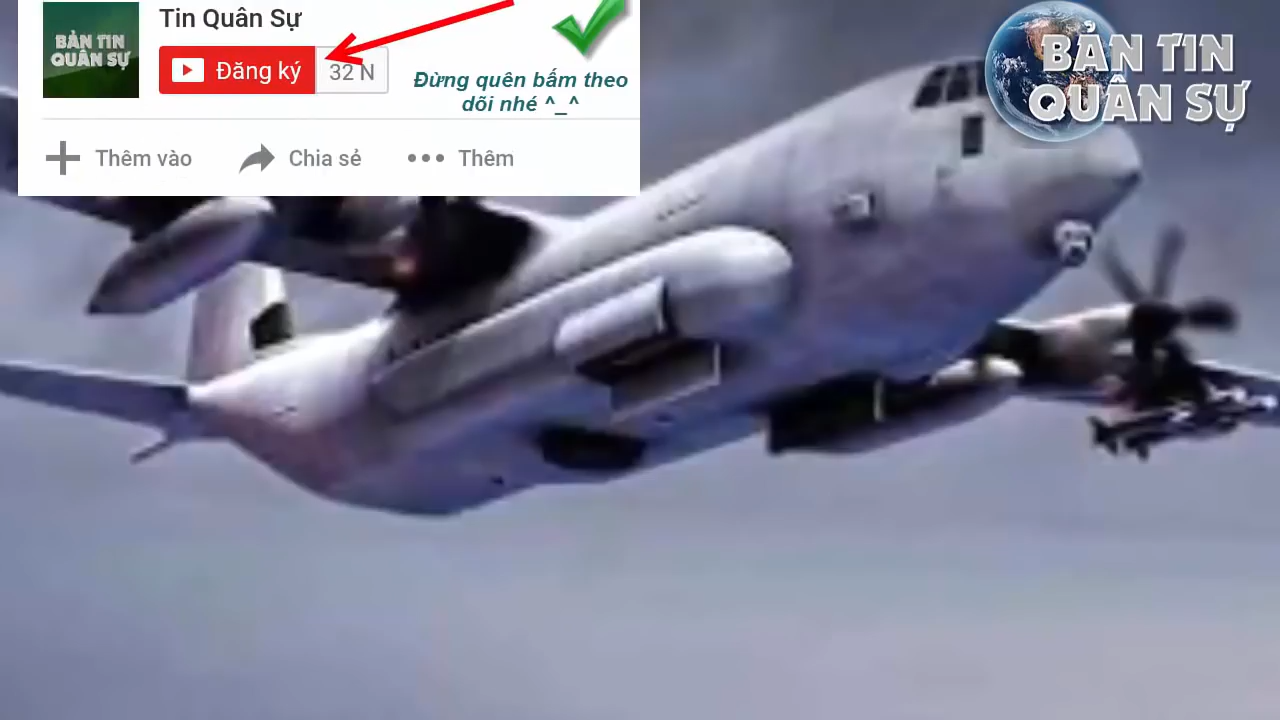 Tin Quân Sự
BẢN TIN
QUÂN SỰ
Đăng ký
32 N
Đừng quên bấm theo
dõi nhé ^_^
Thêm vào
Chia sẻ
Thêm
BẢN TIN
QUÂN SỰ